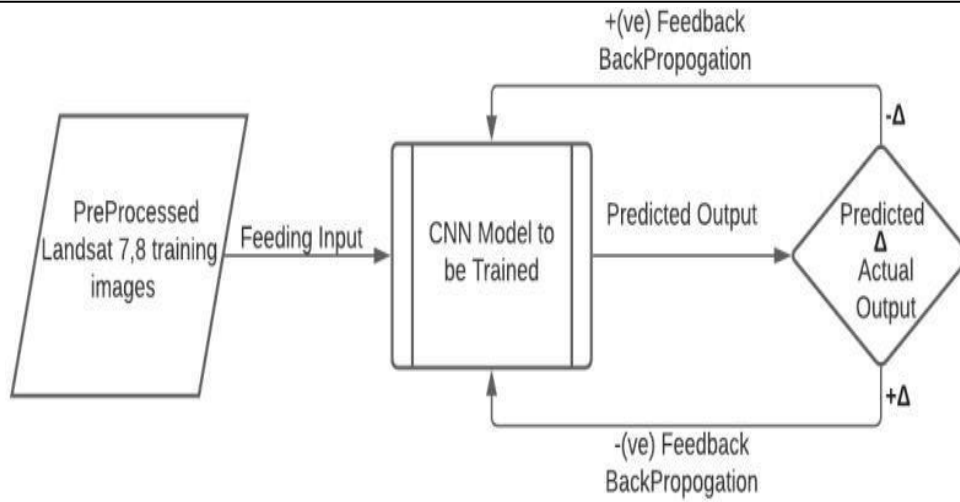 +(ve) Feedback
BackPropogation
-Δ
PreProcessed
Landsat 7,8 training
images
Feeding Input
CNN Model to
be Trained
Predicted Output
Predicted
Δ
Actual
Output
+Δ
-(ve) Feedback
BackPropogation